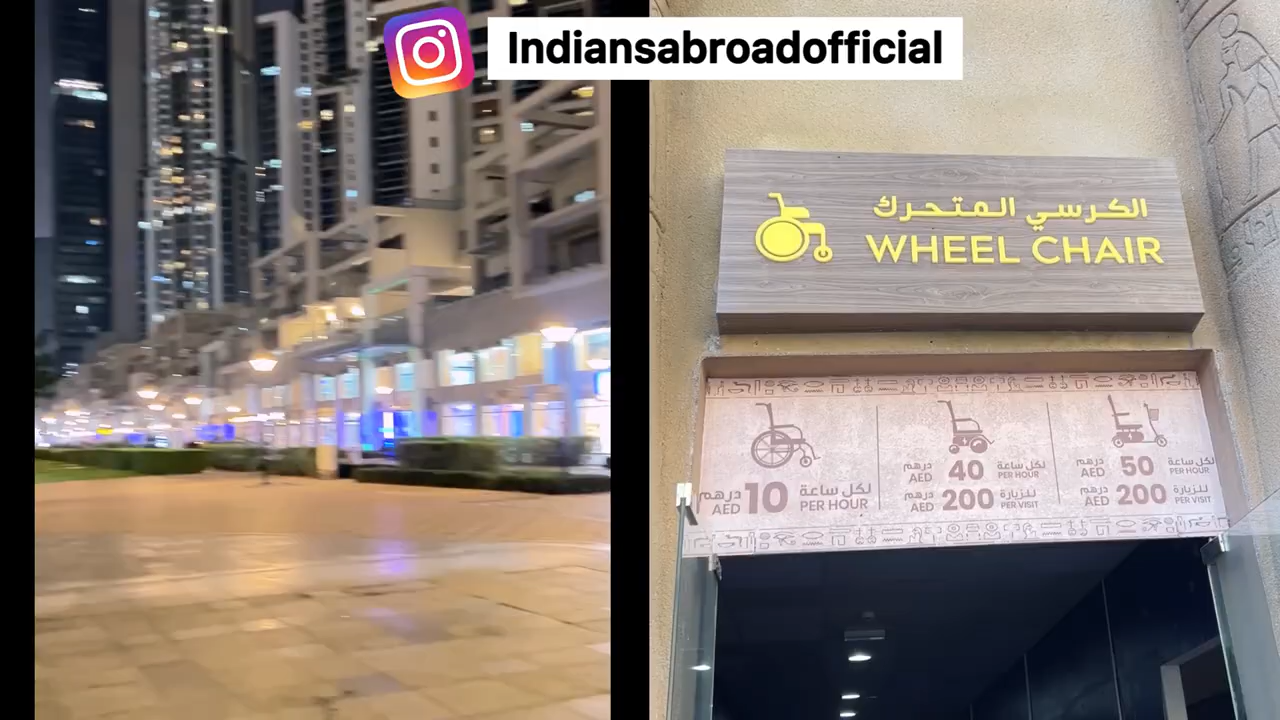 Indiansabroadofficial
الكرسي المتحرك
WHEEL CHAIR
درهم 10 لكل ساعة
AED PER HOUR
درهم 40 لكل ساعة
AED PER HOUR
درهم 200 للزيارة
AED PER VISIT
درهم 50 لكل ساعة
AED PER HOUR
درهم 200 للزيارة
AED PER VISIT